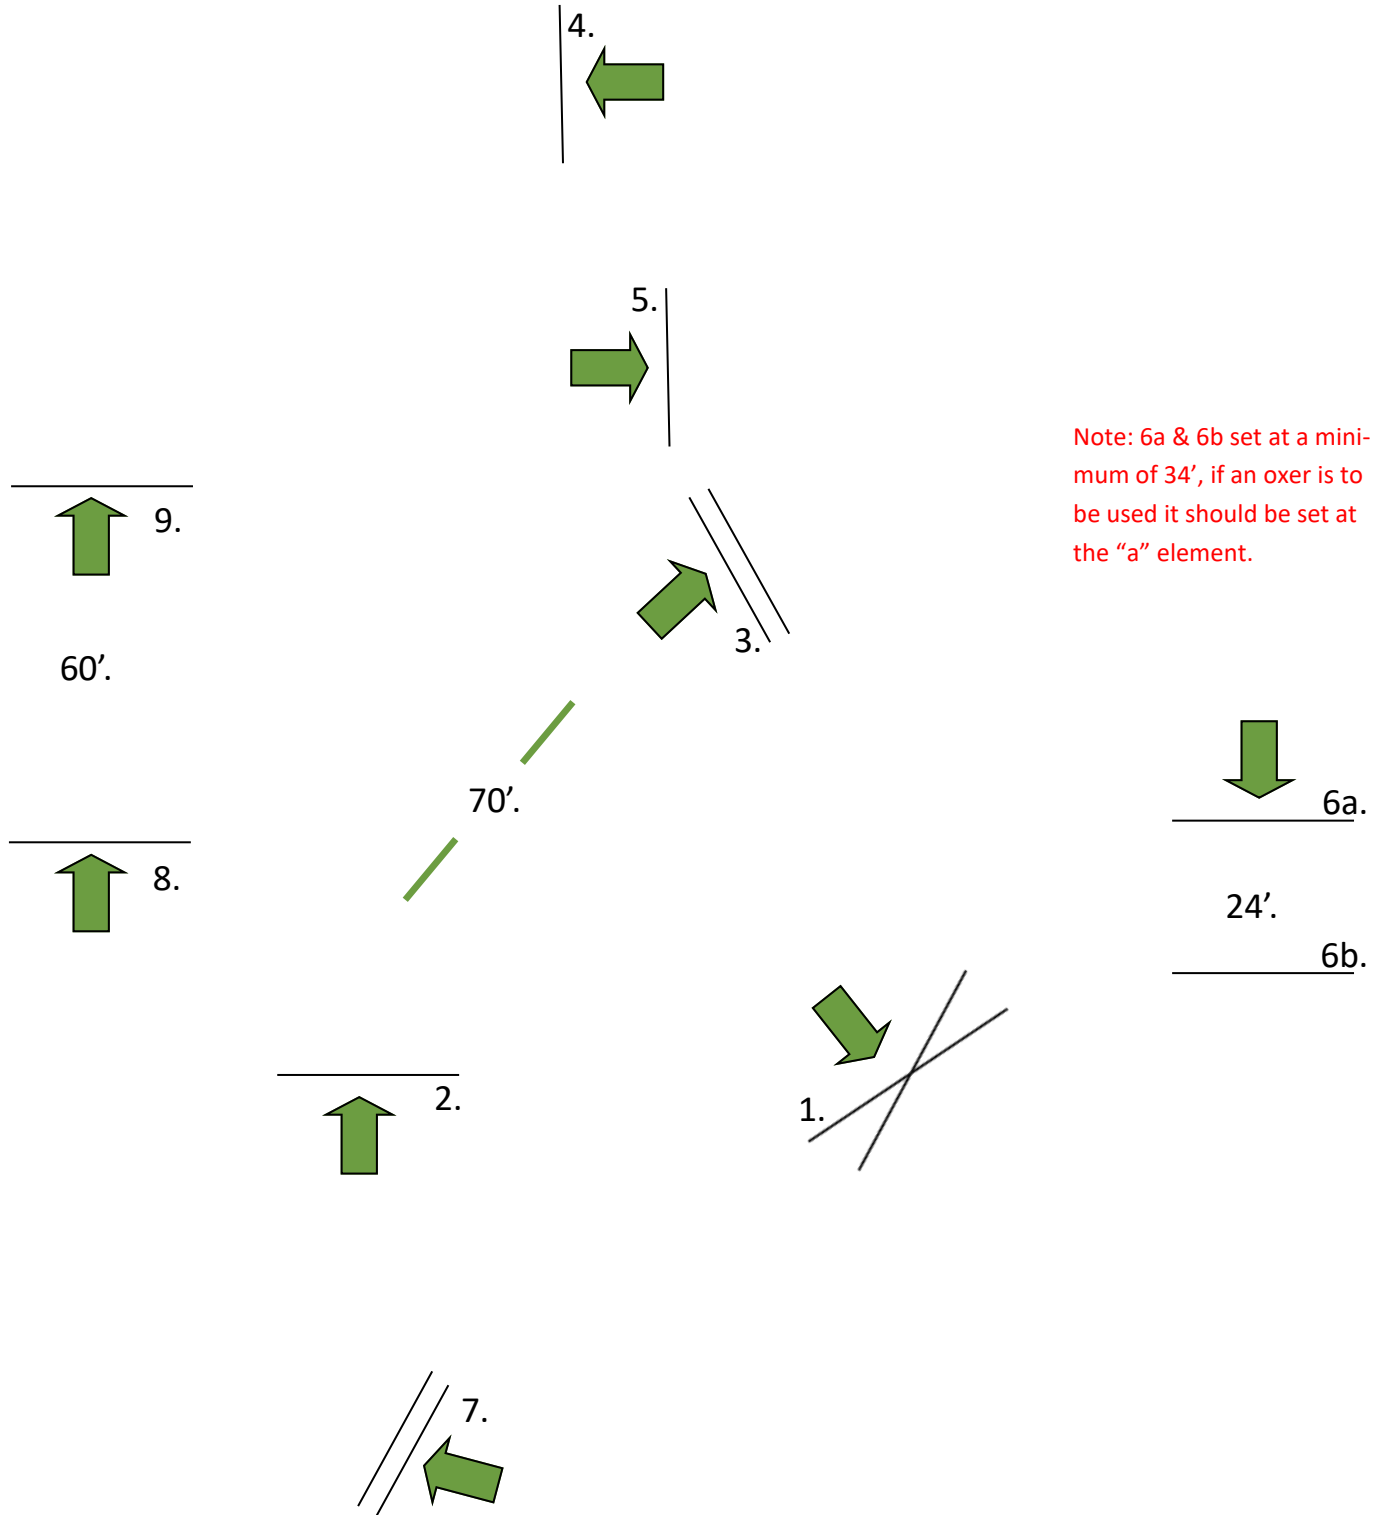 4.
5.
Note: 6a & 6b set at a mini-
mum of 34’, if an oxer is to
be used it should be set at
the “a” element.
9.
3.
60’.
70’.
6a.
8.
24’.
6b.
2.
1.
7.